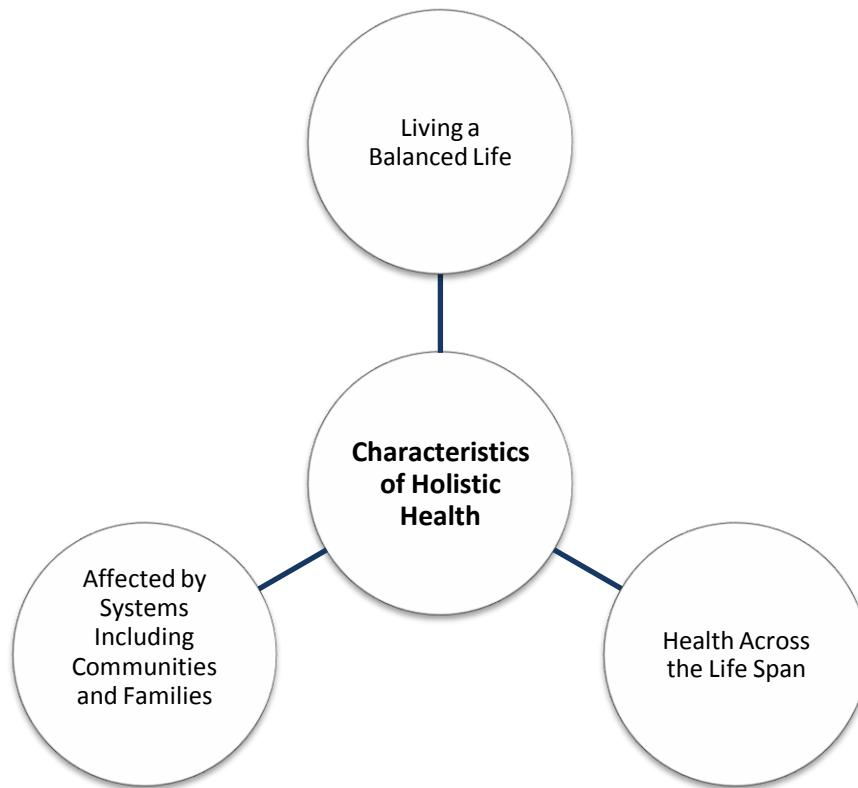 Living a
Balanced Life
Characteristics
of Holistic
Health
Affected by
Systems
Including
Communities
and Families
Health Across
the Life Span